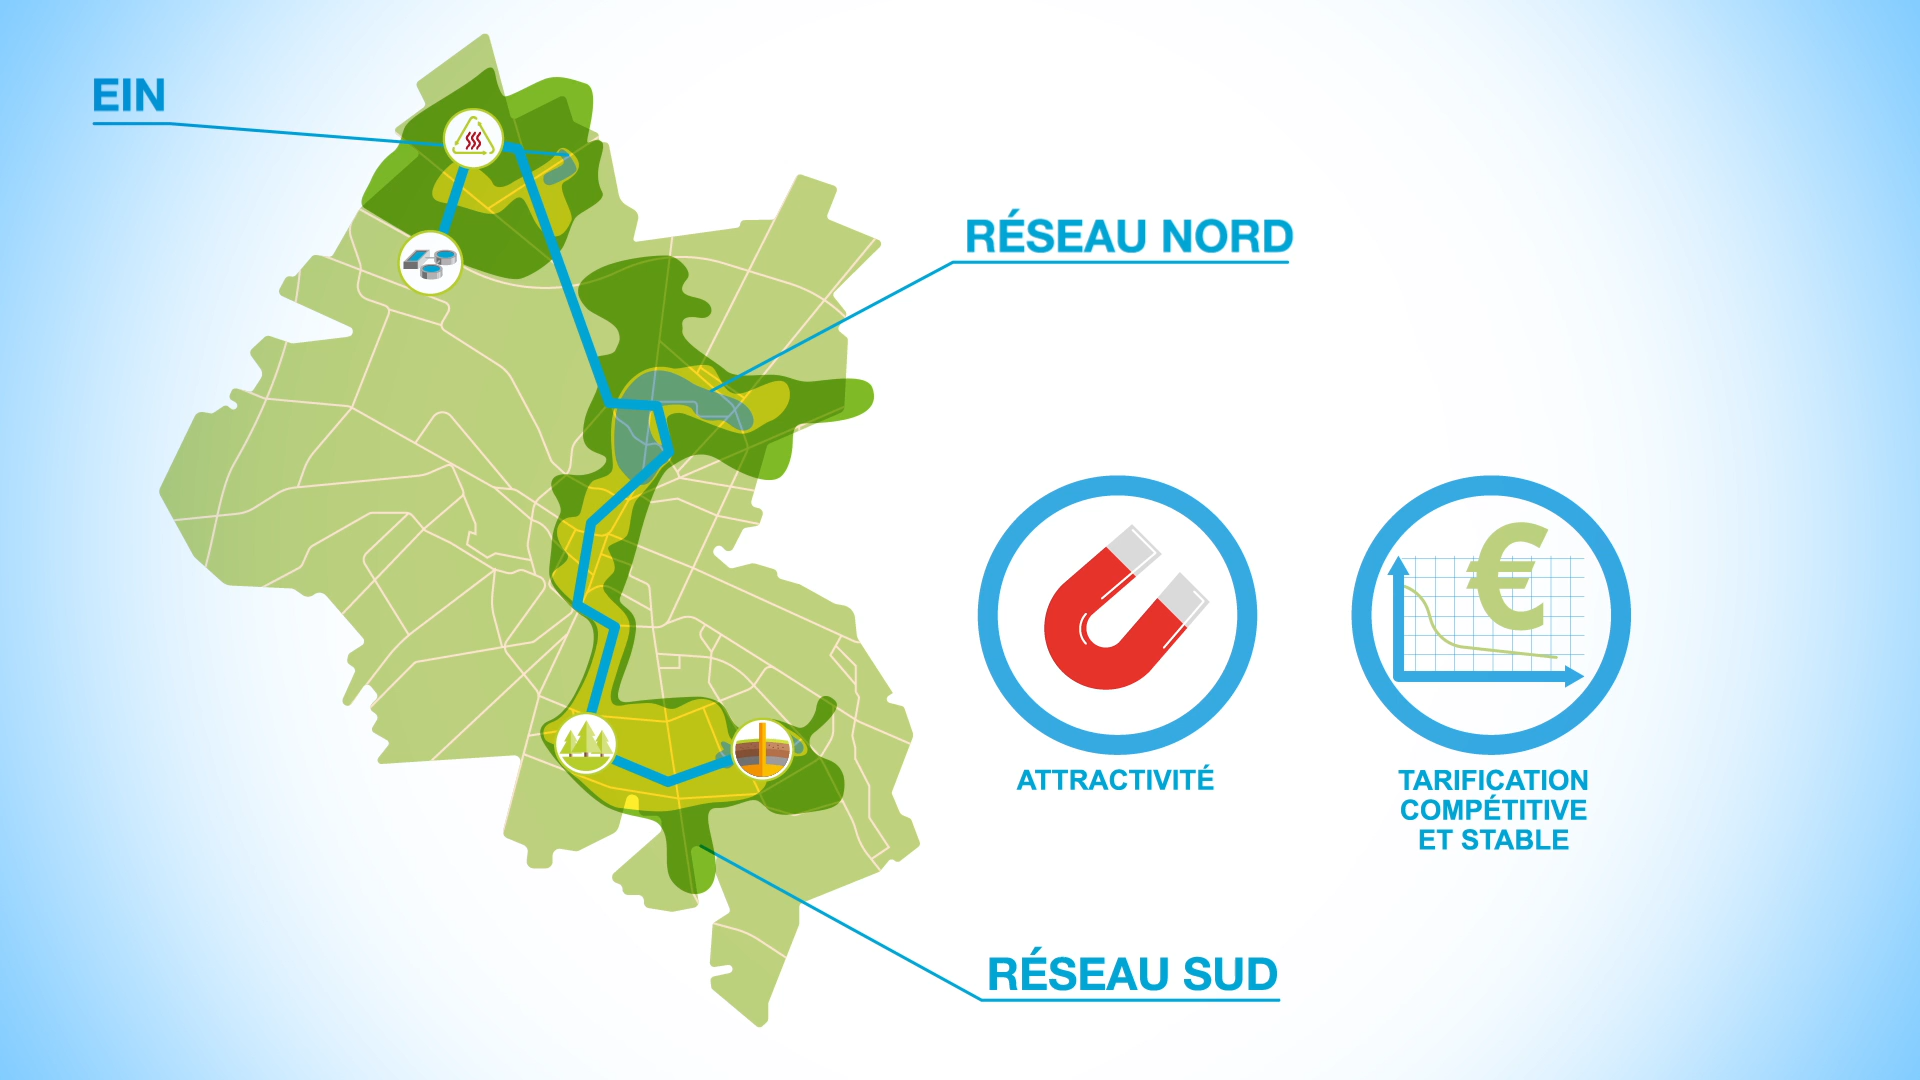 EIN
RÉSEAU NORD
€
ATTRACTIVITÉ
TARIFICATION
COMPÉTITIVE
ET STABLE
RÉSEAU SUD